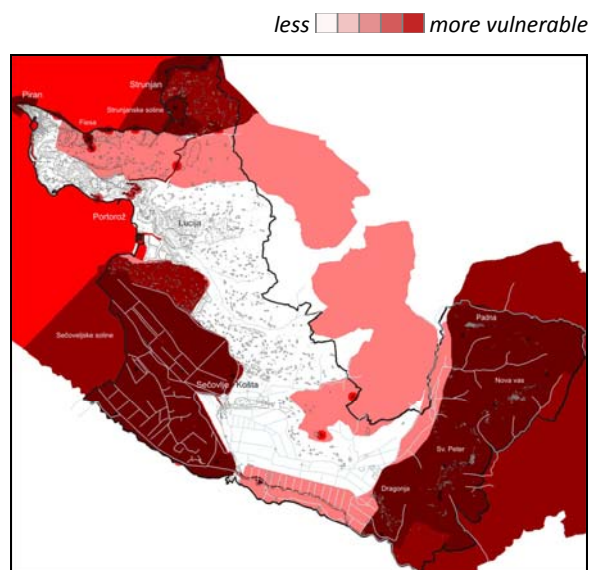 less more vulnerable
Strunjan
Strunjanske soline
Piran
Fiesa
Portorož
Lucija
Sečoveljske soline
Padna
Nova vas
Sečovlje Košta
Sv. Peter
Dragonja